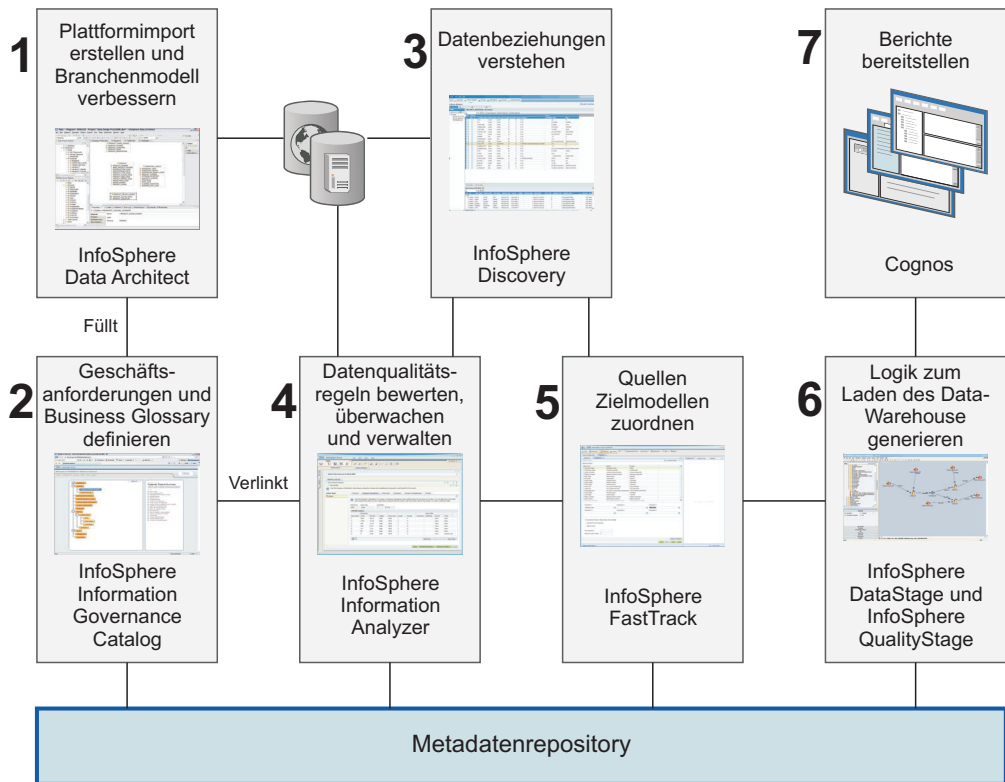 1
Plattformimport
erstellen und
Branchenmodell
verbessern
InfoSphere
Data Architect
3
Datenbeziehungen
verstehen
InfoSphere
Discovery
7
Berichte
bereitstellen
Cognos
Füllt
2
Geschäfts-
anforderungen und
Business Glossary
definieren
InfoSphere
Information
Governance
Catalog
Verlinkt
4
Datenqualitäts-
regeln bewerten,
überwachen
und verwalten
InfoSphere
Information
Analyzer
5
Quellen
Zielmodellen
zuordnen
InfoSphere
FastTrack
6
Logik zum
Laden des Data-
Warehouse
generieren
InfoSphere
DataStage und
InfoSphere
QualityStage
Metadatenrepository